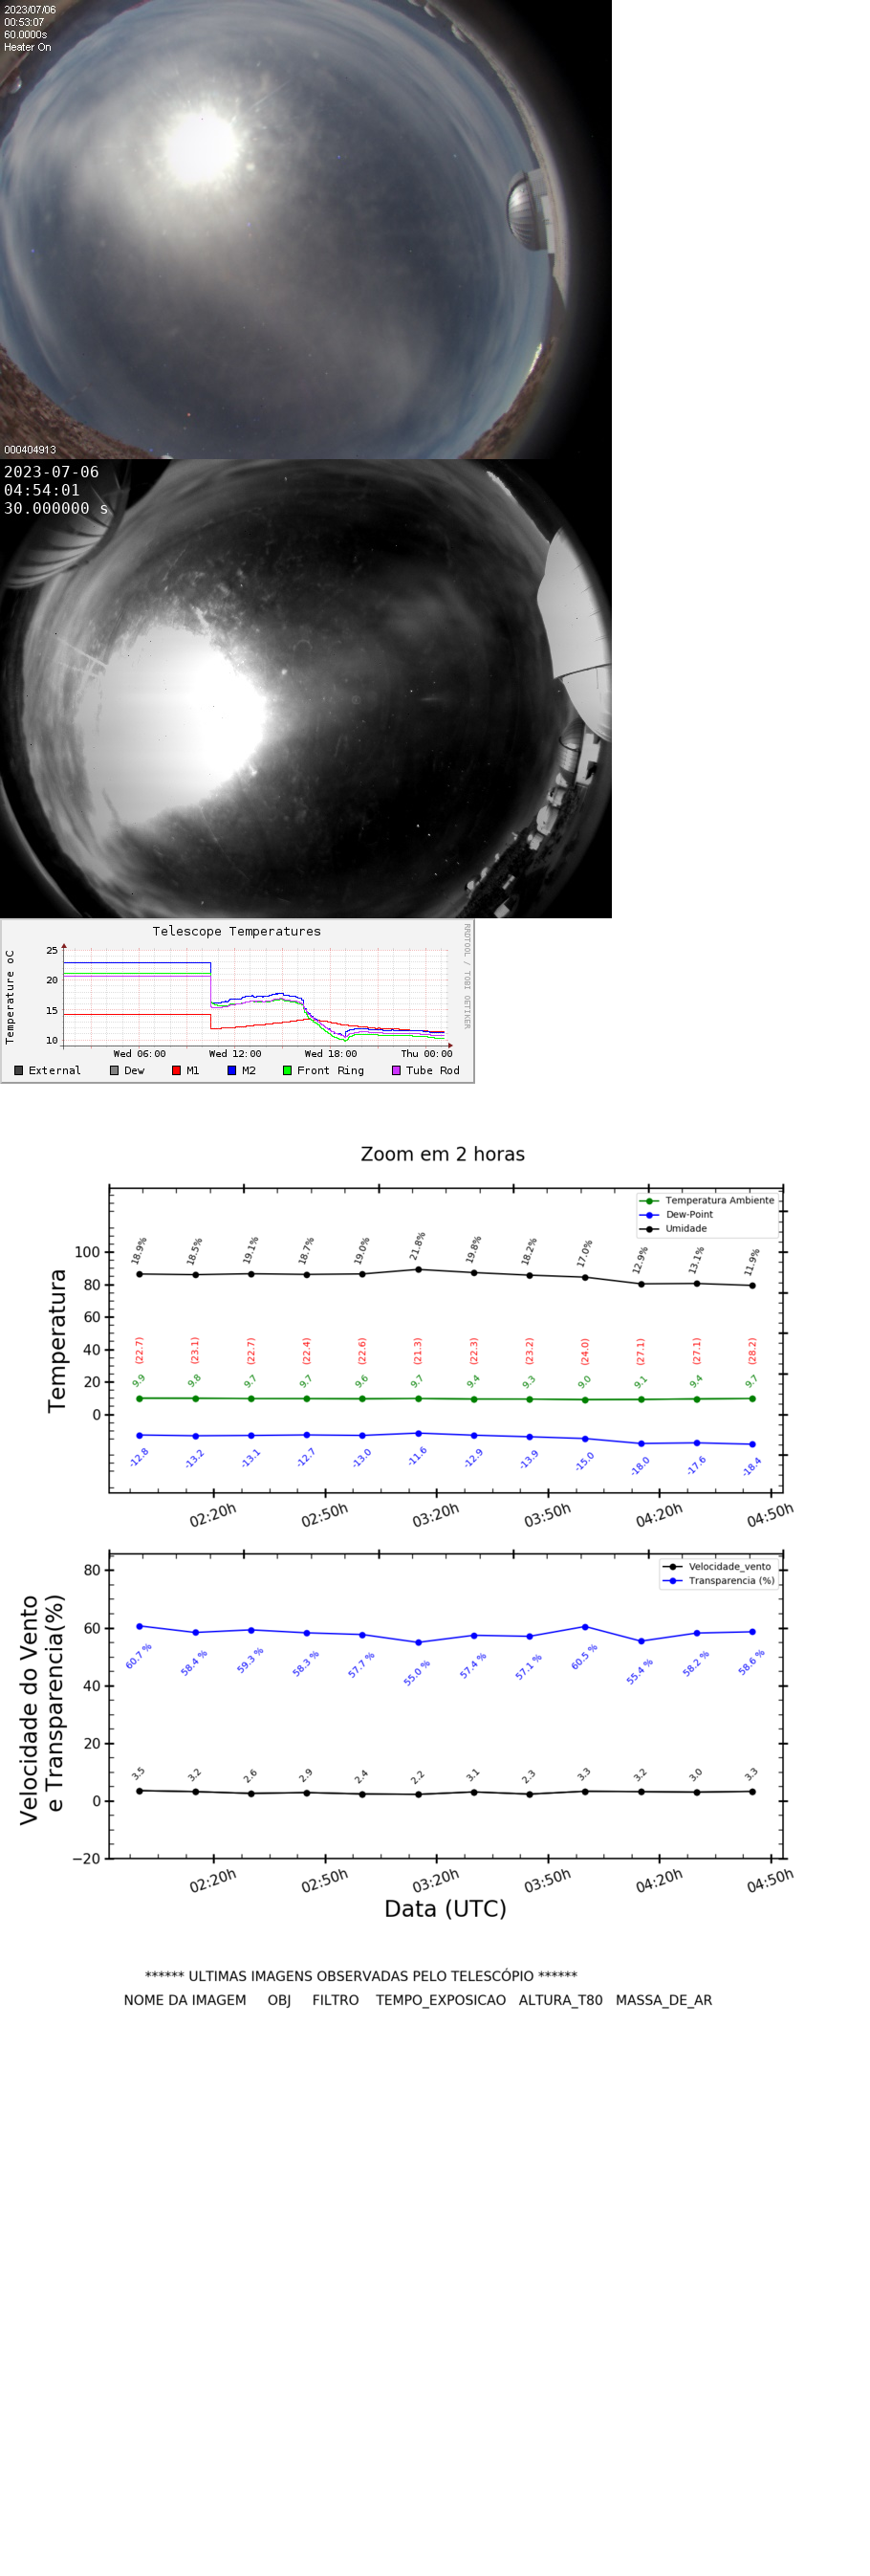 2023/07/06
00:53:07
60.0000s
Heater On
000404913
2023-07-06
04:54:01
30.000000 s
Telescope Temperatures
RRDTOOL / TOBI OETIKER
Temperature oC
25
20
15
10
Wed 06:00 Wed 12:00 Wed 18:00 Thu 00:00
External Dew M1 M2 Front Ring Tube Rod
Zoom em 2 horas
Temperatura Ambiente
Dew-Point
Umidade
Temperatura
100
80
60
40
20
0
18.9% 18.5% 19.1% 18.7% 19.0% 21.8% 19.8% 18.2% 17.0% 12.9% 13.1% 11.9%
(22.7) (23.1) (22.7) (22.4) (22.6) (21.3) (22.3) (23.2) (24.0) (27.1) (27.1) (28.2)
9.9 9.8 9.7 9.7 9.6 9.7 9.4 9.3 9.0 9.1 9.4 9.7
-12.8 -13.2 -13.1 -12.7 -13.0 -11.6 -12.9 -13.9 -15.0 -18.0 -17.6 -18.4
02:20h 02:50h 03:20h 03:50h 04:20h 04:50h
Velocidade_vento
Transparencia (%)
Velocidade do Vento
e Transparencia(%)
80
60
40
20
0
−20
60.7 % 58.4 % 59.3 % 58.3 % 57.7 % 55.0 % 57.4 % 57.1 % 60.5 % 55.4 % 58.2 % 58.6 %
3.5 3.2 2.6 2.9 2.4 2.2 3.1 2.3 3.3 3.2 3.0 3.3
02:20h 02:50h 03:20h 03:50h 04:20h 04:50h
Data (UTC)
****** ULTIMAS IMAGENS OBSERVADAS PELO TELESCÓPIO ******
NOME DA IMAGEM OBJ FILTRO TEMPO_EXPOSICAO ALTURA_T80 MASSA_DE_AR